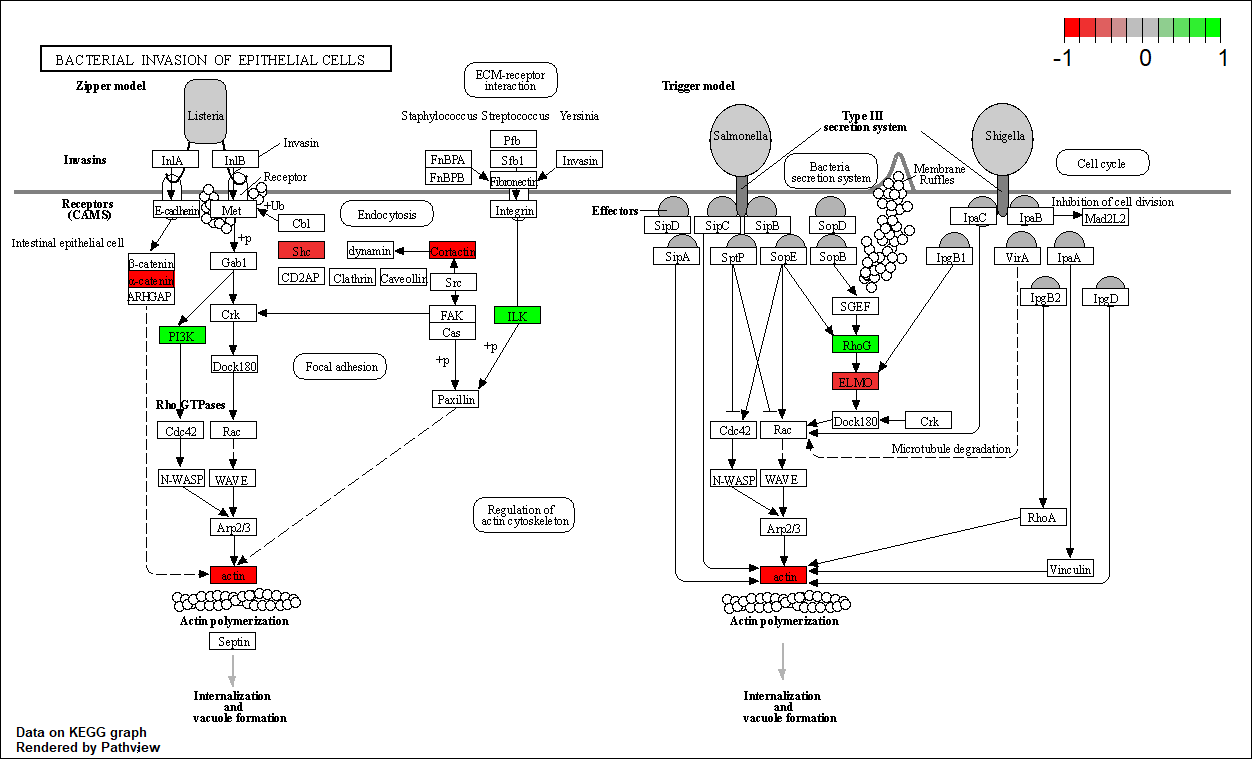 -1 0 1
BACTERIAL INVASION OF EPITHELIAL CELLS
Zipper model
ECM-receptor
interaction
Trigger model
Listeria
Staphylococcus Streptococcus Yersinia
Salmonella
Type III
secretion system
Shigella
Invasin
Pfb
Invasins
InlA
InlB
FnBPA
FnBPB
Sfb1
Invasin
Fibronectin
Bacteria
secretion system
Membrane
Ruffles
Cell cycle
Receptor
Receptors
(CAMS)
E-cadherin
Met
+Ub
Cbl
Endocytosis
Integrin
Effectors
SipD
SipC
SipB
SopD
IpaC
IpaB
Inhibition of cell division
Mad2L2
Intestinal epithelial cell
+p
Shc
dynamin
Cortactin
SipA
SptP
SopE
SopB
IpgB1
VirA
IpaA
β-catenin
α-catenin
ARHGAP
Gab1
CD2AP
Clathrin
Caveollin
Src
IpgB2
IpgD
Crk
FAK
Cas
ILK
SGEF
PI3K
+p
+p
RhoG
Dock180
Focal adhesion
ELMO
Paxillin
Rho GTPases
Cdc42
Rac
Cdc42
Rac
Dock180
Crk
Microtubule degradation
N-WASP
WAVE
N-WASP
WAVE
Regulation of
actin cytoskeleton
Arp2/3
Arp2/3
RhoA
actin
actin
Vinculin
Actin polymerization
Actin polymerization
Septin
Internalization
and
vacuole formation
Internalization
and
vacuole formation
Data on KEGG graph
Rendered by Pathview